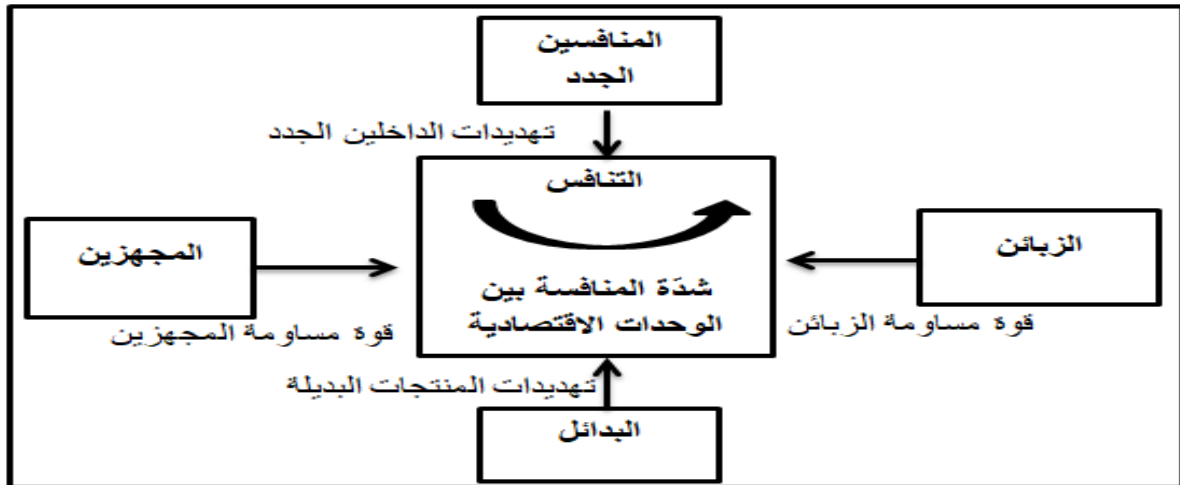 المنافسين
الجدد
تهديدات الداخلين الجدد
التنافس
الزبائن
المجهزين
شدّة المنافسة بين
الوحدات الاقتصادية
قوة مساومة الزبائن
قوة مساومة المجهزين
تهديدات المنتجات البديلة
البدائل